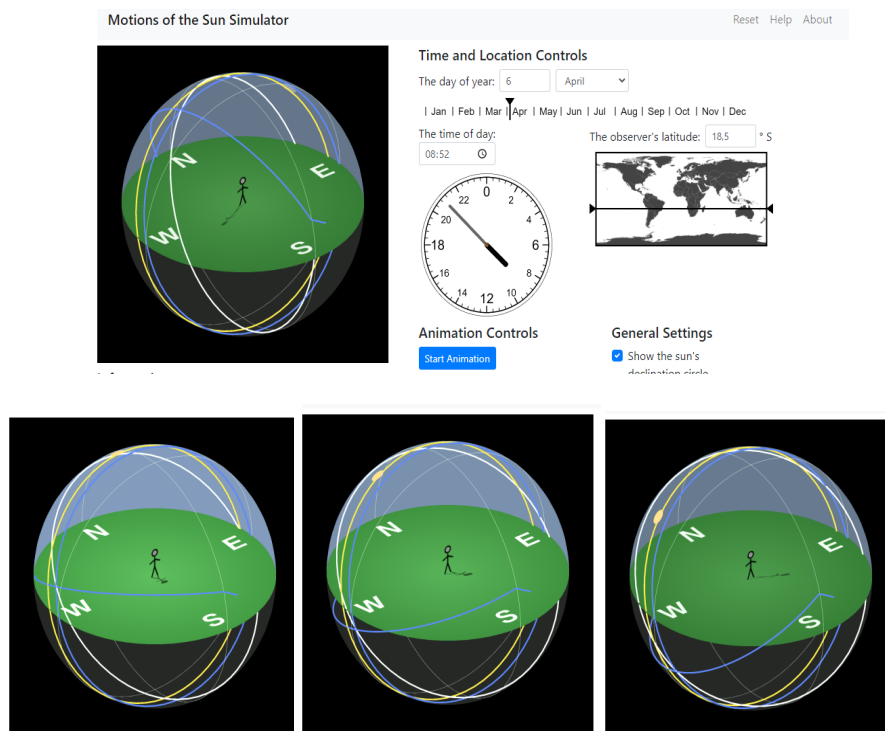 Motions of the Sun Simulator
Reset Help About
Time and Location Controls
The day of year: 6 April
| Jan | Feb | Mar | Apr | May | Jun | Jul | Aug | Sep | Oct | Nov | Dec
The time of day:
08:52
The observer's latitude: 18.5 ° S
0
2
4
6
8
10
12
14
16
18
20
22
N
E
W
S
Animation Controls
Start Animation
General Settings
Show the sun's
declination circle
N
E
W
S
N
E
W
S
N
E
W
S